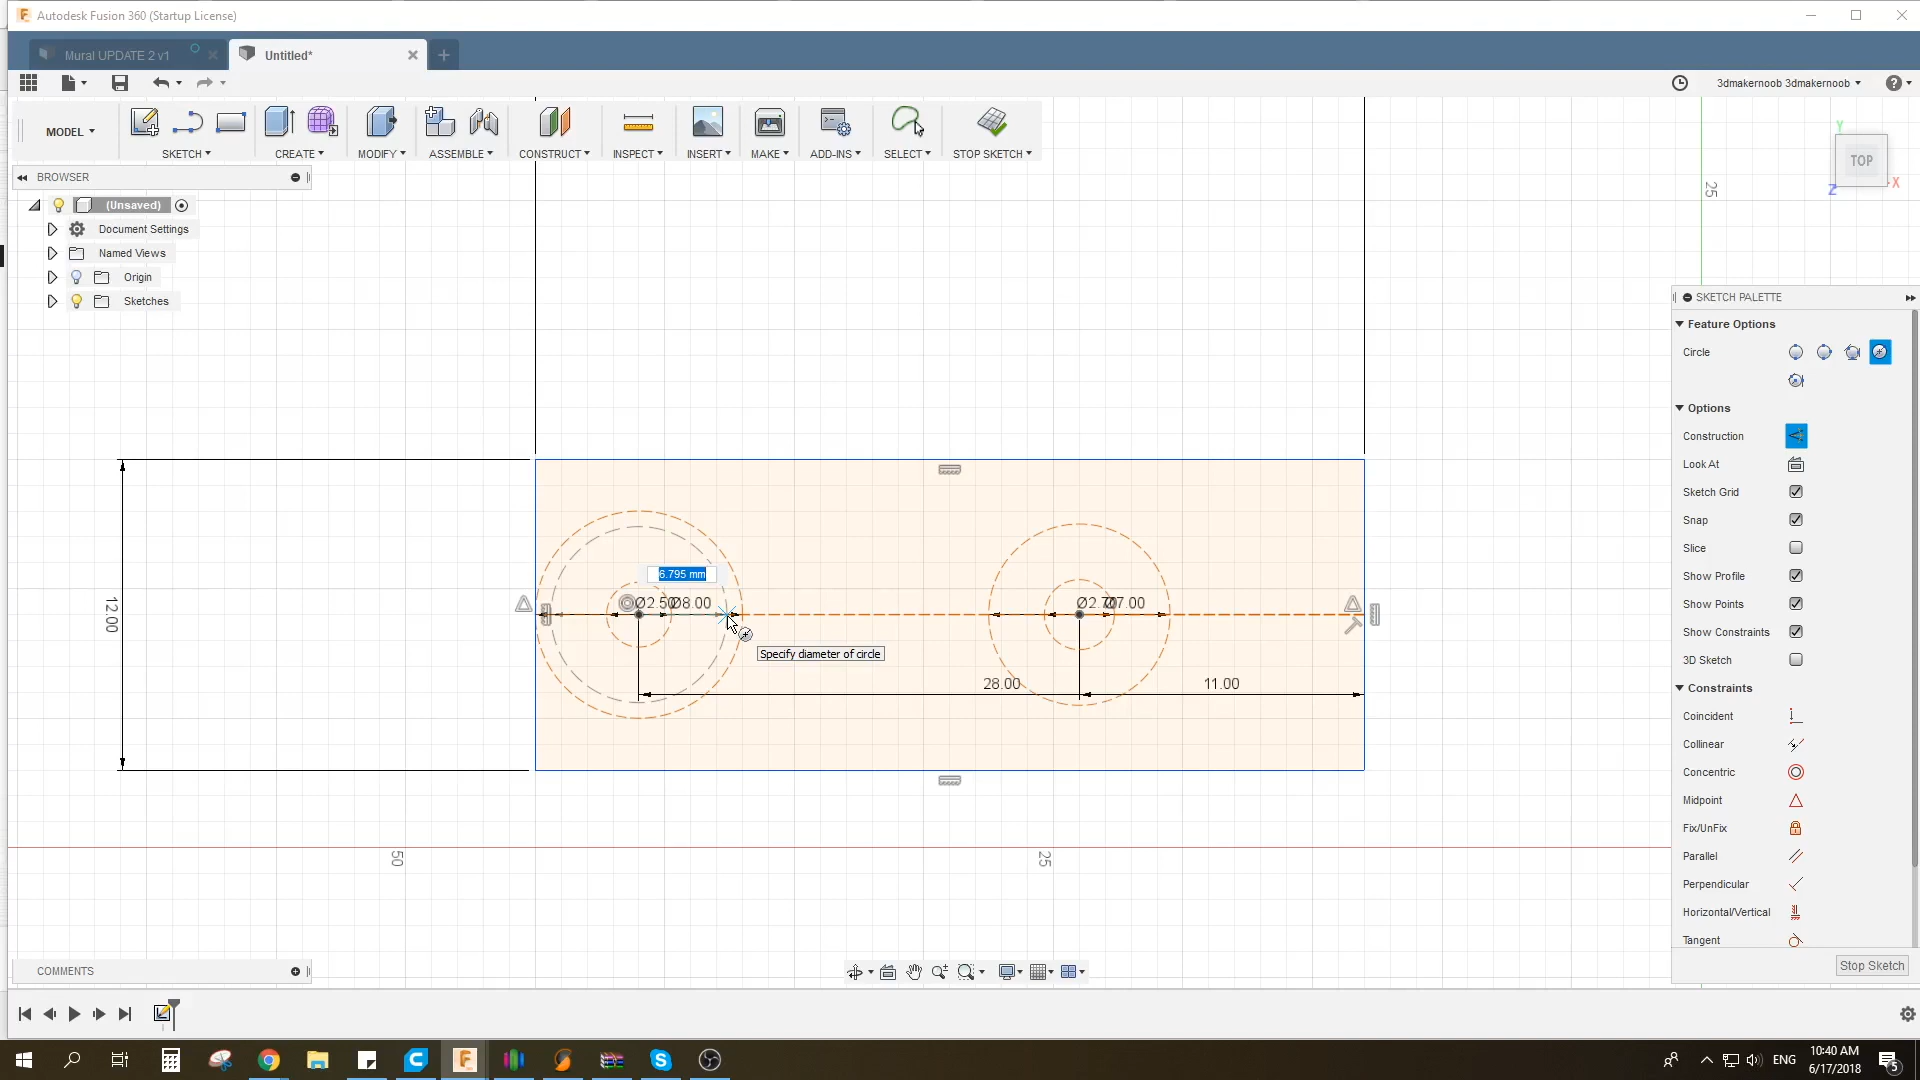 Autodesk Fusion 360 (Startup License)
Mural UPDATE 2 v1
Untitled*
3dmakernoob 3dmakernoob
MODEL
SKETCH
CREATE
MODIFY
ASSEMBLE
CONSTRUCT
INSPECT
INSERT
MAKE
ADD-INS
SELECT
STOP SKETCH
BROWSER
(Unsaved)
Document Settings
Named Views
Origin
Sketches
Y
TOP
Z
X
25
SKETCH PALETTE
Feature Options
Circle
Options
Construction
Look At
Sketch Grid
Snap
Slice
Show Profile
Show Points
Show Constraints
3D Sketch
Constraints
Coincident
Collinear
Concentric
Midpoint
Fix/UnFix
Parallel
Perpendicular
Horizontal/Vertical
Tangent
Stop Sketch
6.795 mm
Ø2.50
Ø8.00
Ø2.70
Ø7.00
12.00
Specify diameter of circle
28.00
11.00
50
25
COMMENTS
ENG
10:40 AM
6/17/2018
5